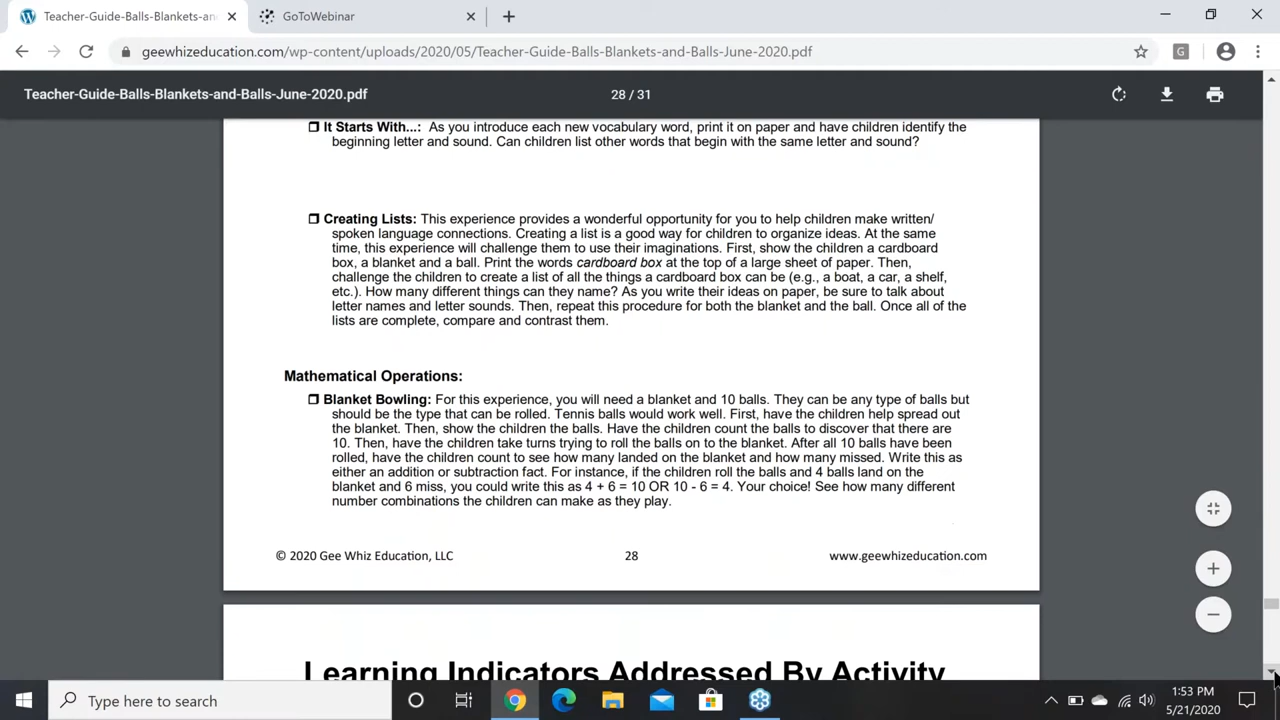 Teacher-Guide-Balls-Blankets-an
GoToWebinar
geewhizeducation.com/wp-content/uploads/2020/05/Teacher-Guide-Balls-Blankets-and-Balls-June-2020.pdf
G
Teacher-Guide-Balls-Blankets-and-Balls-June-2020.pdf
28 / 31
It Starts With...: As you introduce each new vocabulary word, print it on paper and have children identify the
beginning letter and sound. Can children list other words that begin with the same letter and sound?
Creating Lists: This experience provides a wonderful opportunity for you to help children make written/
spoken language connections. Creating a list is a good way for children to organize ideas. At the same
time, this experience will challenge them to use their imaginations. First, show the children a cardboard
box, a blanket and a ball. Print the words cardboard box at the top of a large sheet of paper. Then,
challenge the children to create a list of all the things a cardboard box can be (e.g., a boat, a car, a shelf,
etc.). How many different things can they name? As you write their ideas on paper, be sure to talk about
letter names and letter sounds. Then, repeat this procedure for both the blanket and the ball. Once all of the
lists are complete, compare and contrast them.
Mathematical Operations:
Blanket Bowling: For this experience, you will need a blanket and 10 balls. They can be any type of balls but
should be the type that can be rolled. Tennis balls would work well. First, have the children help spread out
the blanket. Then, show the children the balls. Have the children count the balls to discover that there are
10. Then, have the children take turns trying to roll the balls on to the blanket. After all 10 balls have been
rolled, have the children count to see how many landed on the blanket and how many missed. Write this as
either an addition or subtraction fact. For instance, if the children roll the balls and 4 balls land on the
blanket and 6 miss, you could write this as 4 + 6 = 10 OR 10 - 6 = 4. Your choice! See how many different
number combinations the children can make as they play.
© 2020 Gee Whiz Education, LLC
28
www.geewhizeducation.com
Learning Indicators Addressed By Activity
Type here to search
1:53 PM
5/21/2020